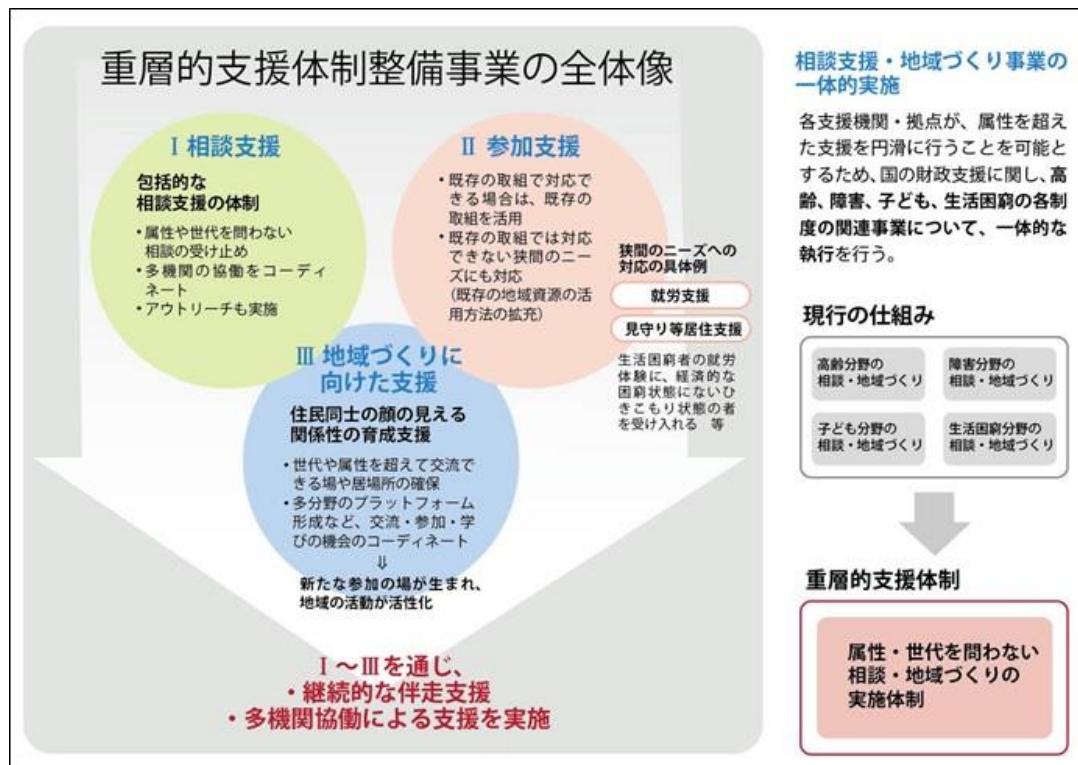 重層的支援体制整備事業の全体像
Ⅰ 相談支援
包括的な
相談支援の体制
・属性や世代を問わない
相談の受け止め
・多機関の協働をコーディ
ネート
・アウトリーチも実施
Ⅱ 参加支援
・既存の取組で対応で
きる場合は、既存の
取組を活用
・既存の取組では対応
できない狭間のニー
ズにも対応
(既存の地域資源の活
用方法の拡充)
狭間のニーズへの
対応の具体例
就労支援
見守り等居住支援
生活困窮者の就労
体験に、経済的な
困窮状態にないひ
きこもり状態の者
を受け入れる 等
Ⅲ 地域づくりに
向けた支援
住民同士の顔の見える
関係性の育成支援
・世代や属性を超えて交流で
きる場や居場所の確保
・多分野のプラットフォーム
形成など、交流・参加・学
びの機会のコーディネート
⇓
新たな参加の場が生まれ、
地域の活動が活性化
Ⅰ～Ⅲを通じ、
・継続的な伴走支援
・多機関協働による支援を実施
相談支援・地域づくり事業の
一体的実施
各支援機関・拠点が、属性を超え
た支援を円滑に行うことを可能と
するため、国の財政支援に関し、高
齢、障害、子ども、生活困窮の各制
度の関連事業について、一体的な
執行を行う。
現行の仕組み
高齢分野の
相談・地域づくり
障害分野の
相談・地域づくり
子ども分野の
相談・地域づくり
生活困窮分野の
相談・地域づくり
重層的支援体制
属性・世代を問わない
相談・地域づくりの
実施体制